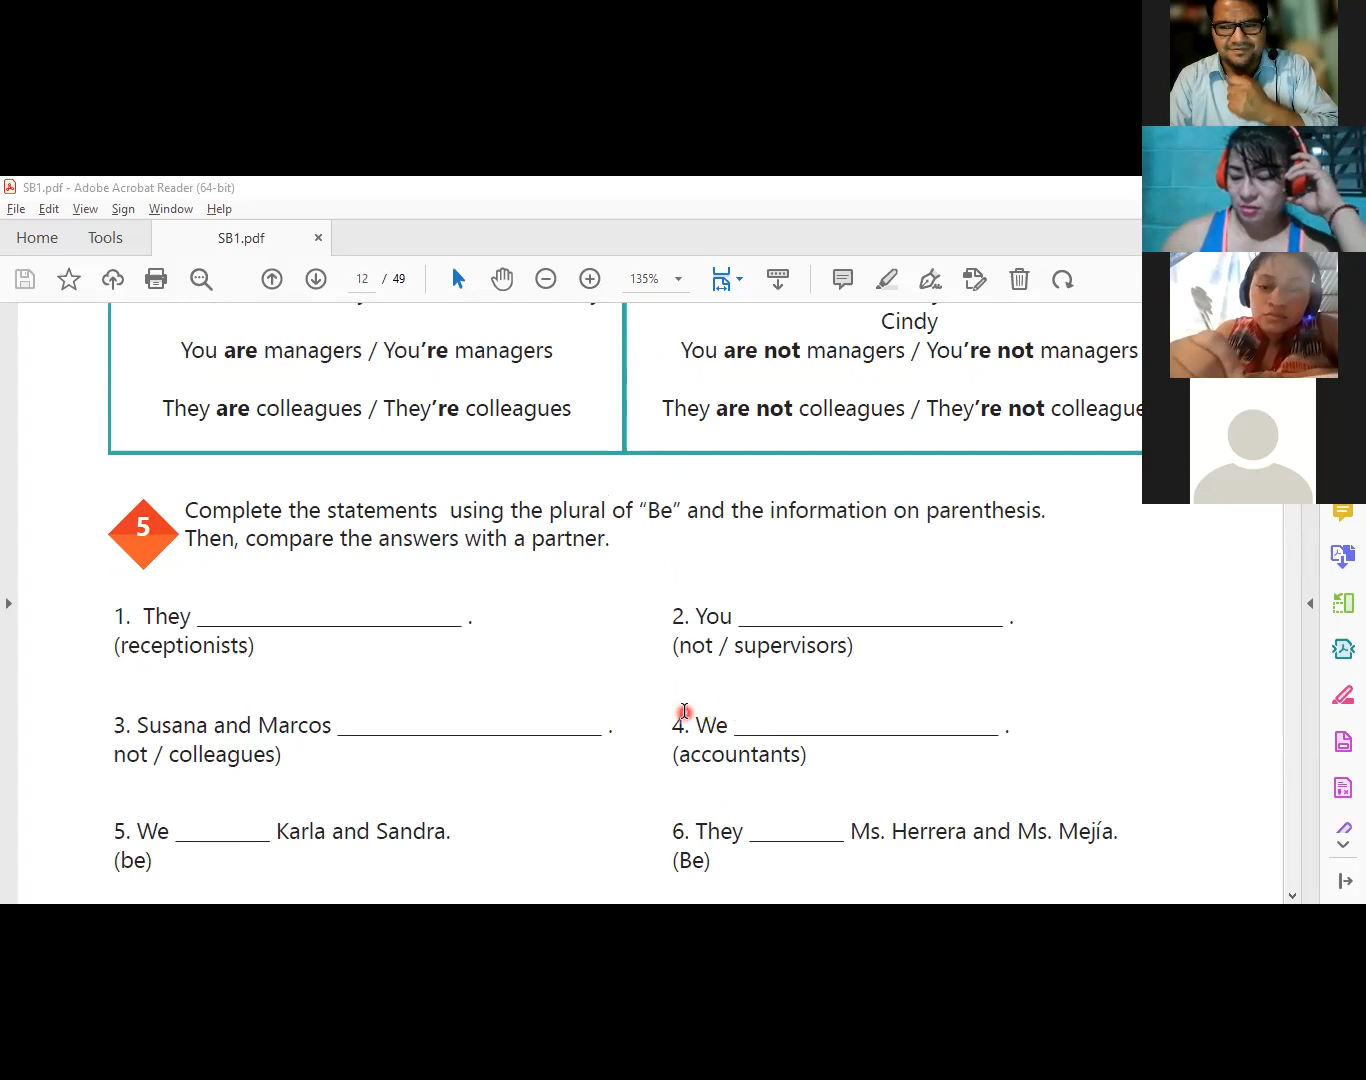 SB1.pdf - Adobe Acrobat Reader (64-bit)
File Edit View Sign Window Help
Home Tools SB1.pdf ×
12 / 49 135%
Cindy
You are managers / You're managers
You are not managers / You're not managers
They are colleagues / They're colleagues
They are not colleagues / They're not colleague
5
Complete the statements using the plural of “Be” and the information on parenthesis.
Then, compare the answers with a partner.
1. They ______________________ .
(receptionists)
2. You ______________________ .
(not / supervisors)
3. Susana and Marcos ______________________ .
not / colleagues)
4. We ______________________ .
(accountants)
5. We ________ Karla and Sandra.
(be)
6. They ________ Ms. Herrera and Ms. Mejía.
(Be)